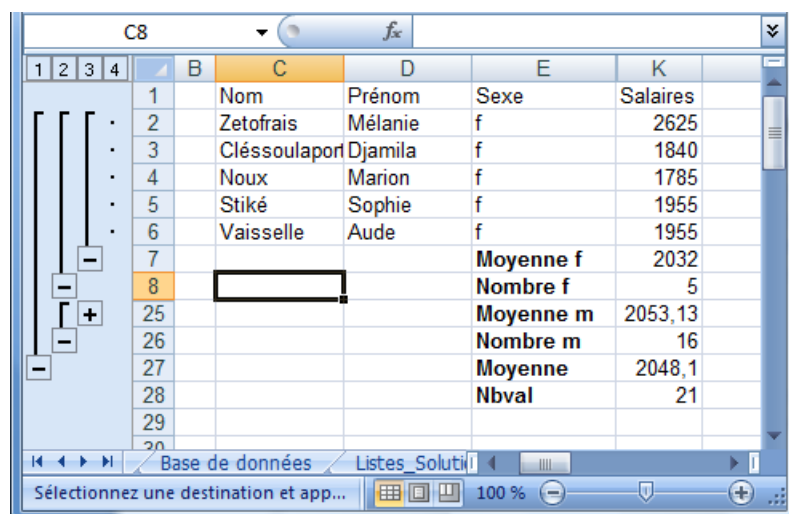 C8 fx
1 2 3 4 B C D E K
1 Nom Prénom Sexe Salaires
2 Zetofrais Mélanie f 2625
3 Cléssoulaport Djamila f 1840
4 Noux Marion f 1785
5 Stiké Sophie f 1955
6 Vaisselle Aude f 1955
7 Moyenne f 2032
8 Nombre f 5
25 Moyenne m 2053,13
26 Nombre m 16
27 Moyenne 2048,1
28 Nbval 21
29
30
Base de données Listes_Soluti
Sélectionnez une destination et app... 100 %